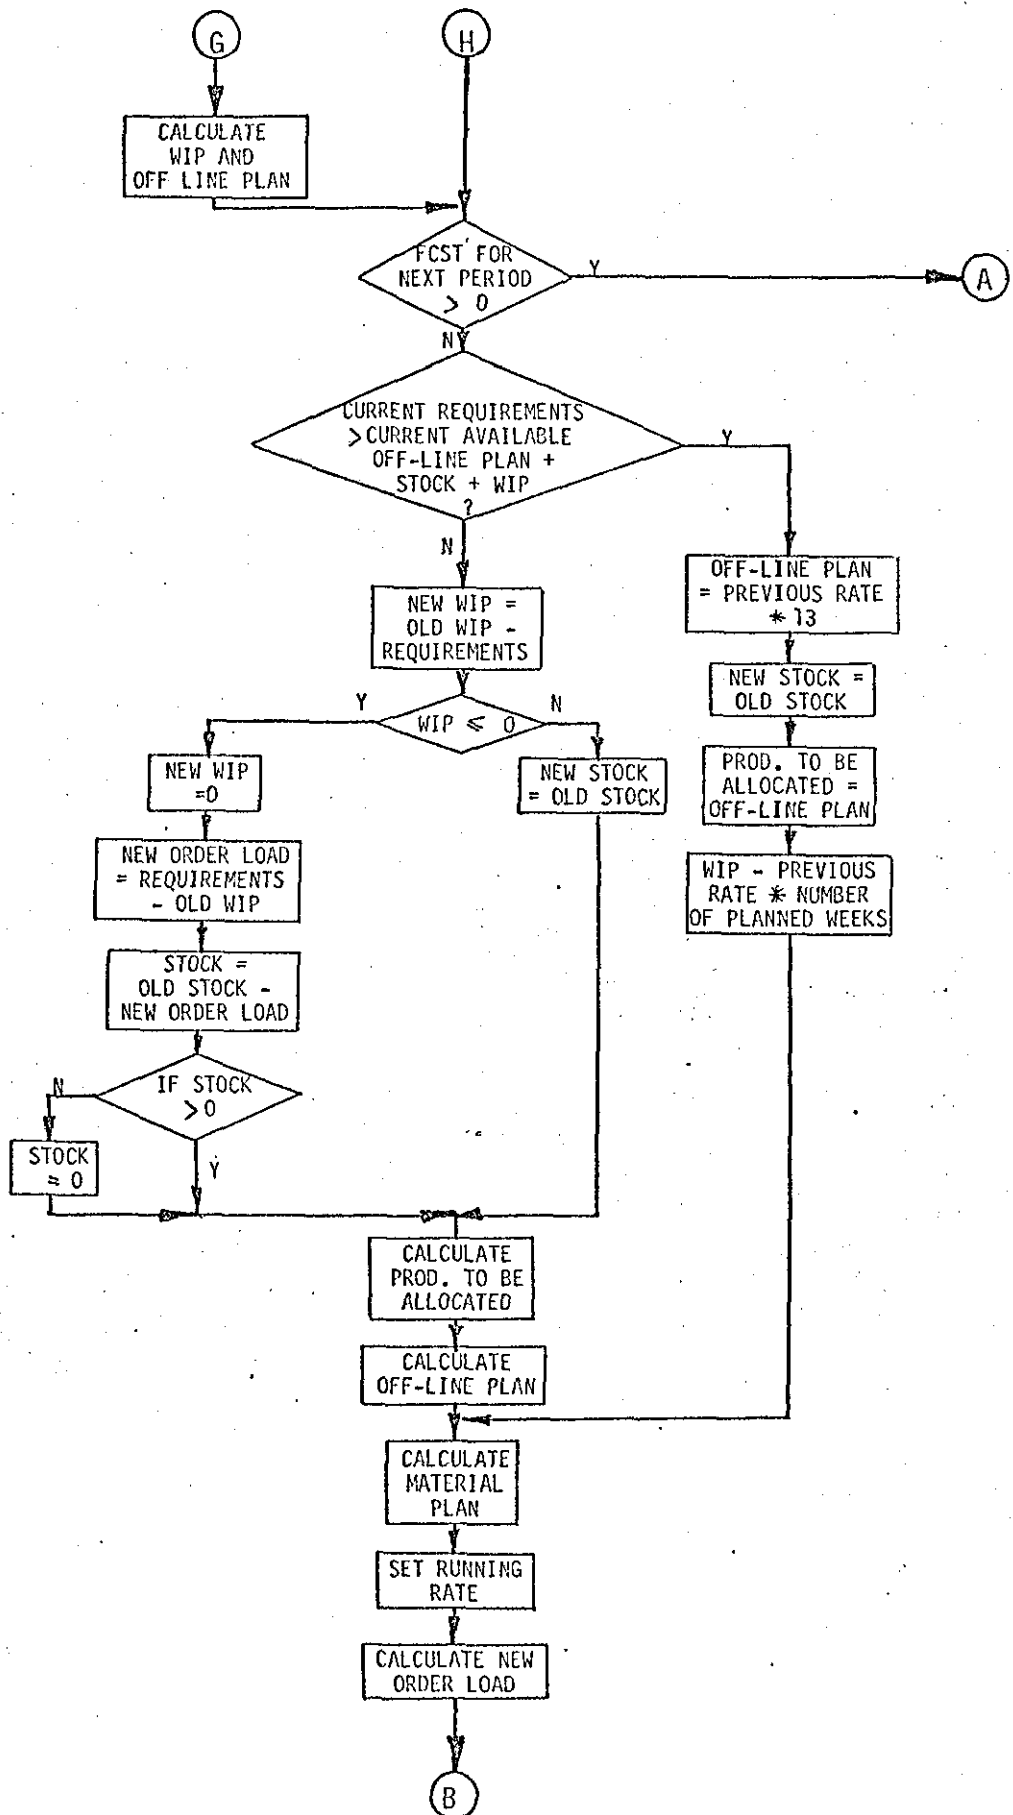 G
H
CALCULATE
WIP AND
OFF LINE PLAN
FCST FOR
NEXT PERIOD
> 0
Y
A
N
CURRENT REQUIREMENTS
>CURRENT AVAILABLE
OFF-LINE PLAN +
STOCK + WIP
?
Y
N
OFF-LINE PLAN
= PREVIOUS RATE
* 13
NEW WIP =
OLD WIP -
REQUIREMENTS
NEW STOCK =
OLD STOCK
WIP ≤ 0
Y
N
NEW WIP
=0
NEW STOCK
= OLD STOCK
PROD. TO BE
ALLOCATED =
OFF-LINE PLAN
NEW ORDER LOAD
= REQUIREMENTS
- OLD WIP
WIP - PREVIOUS
RATE * NUMBER
OF PLANNED WEEKS
STOCK =
OLD STOCK -
NEW ORDER LOAD
IF STOCK
>0
N
Y
STOCK
= 0
CALCULATE
PROD. TO BE
ALLOCATED
CALCULATE
OFF-LINE PLAN
CALCULATE
MATERIAL
PLAN
SET RUNNING
RATE
CALCULATE NEW
ORDER LOAD
B